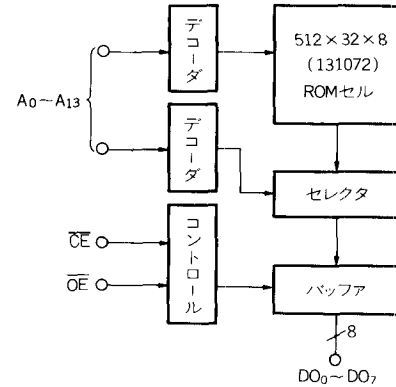 デコーダ
512×32×8
(131072)
ROMセル
A0~A13
デコーダ
セレクタ
CE
OE
コントロール
バッファ
8
DO0~DO7